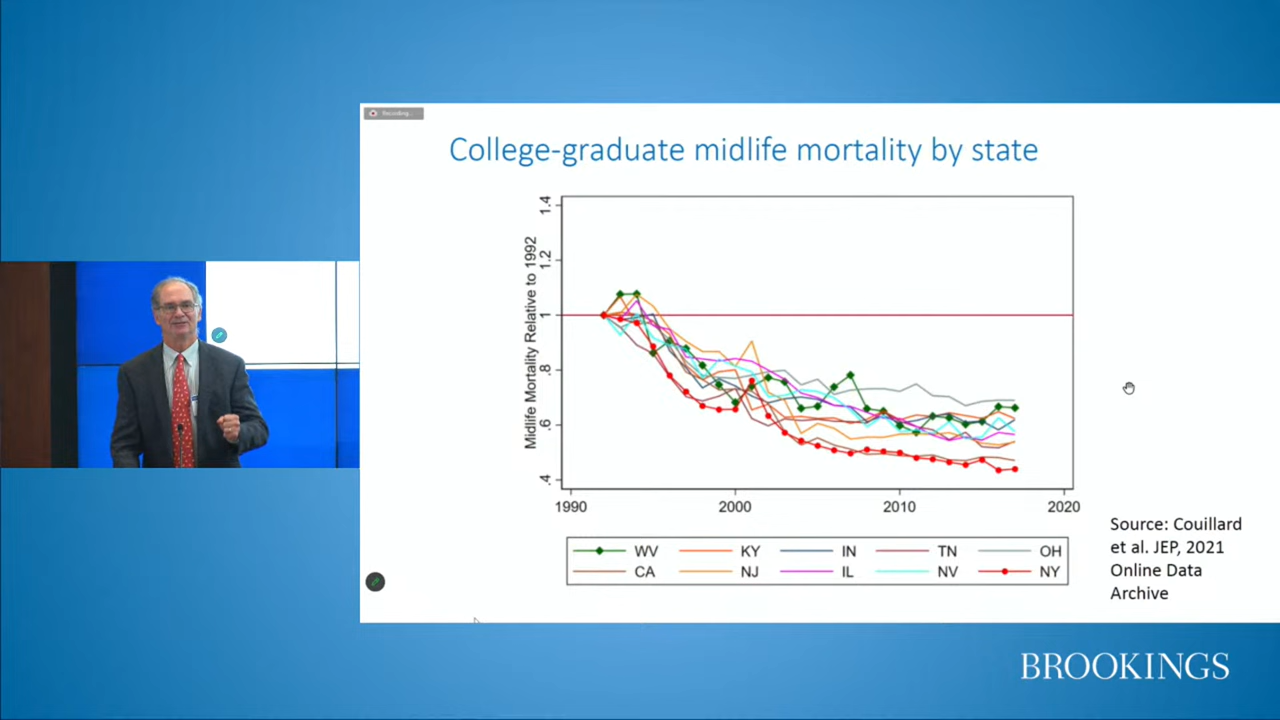 Recording...
College-graduate midlife mortality by state
Midlife Mortality Relative to 1992
1.4
1.2
1
.8
.6
.4
1990
2000
2010
2020
WV
KY
IN
TN
OH
CA
NJ
IL
NV
NY
Source: Couillard
et al. JEP, 2021
Online Data
Archive
BROOKINGS